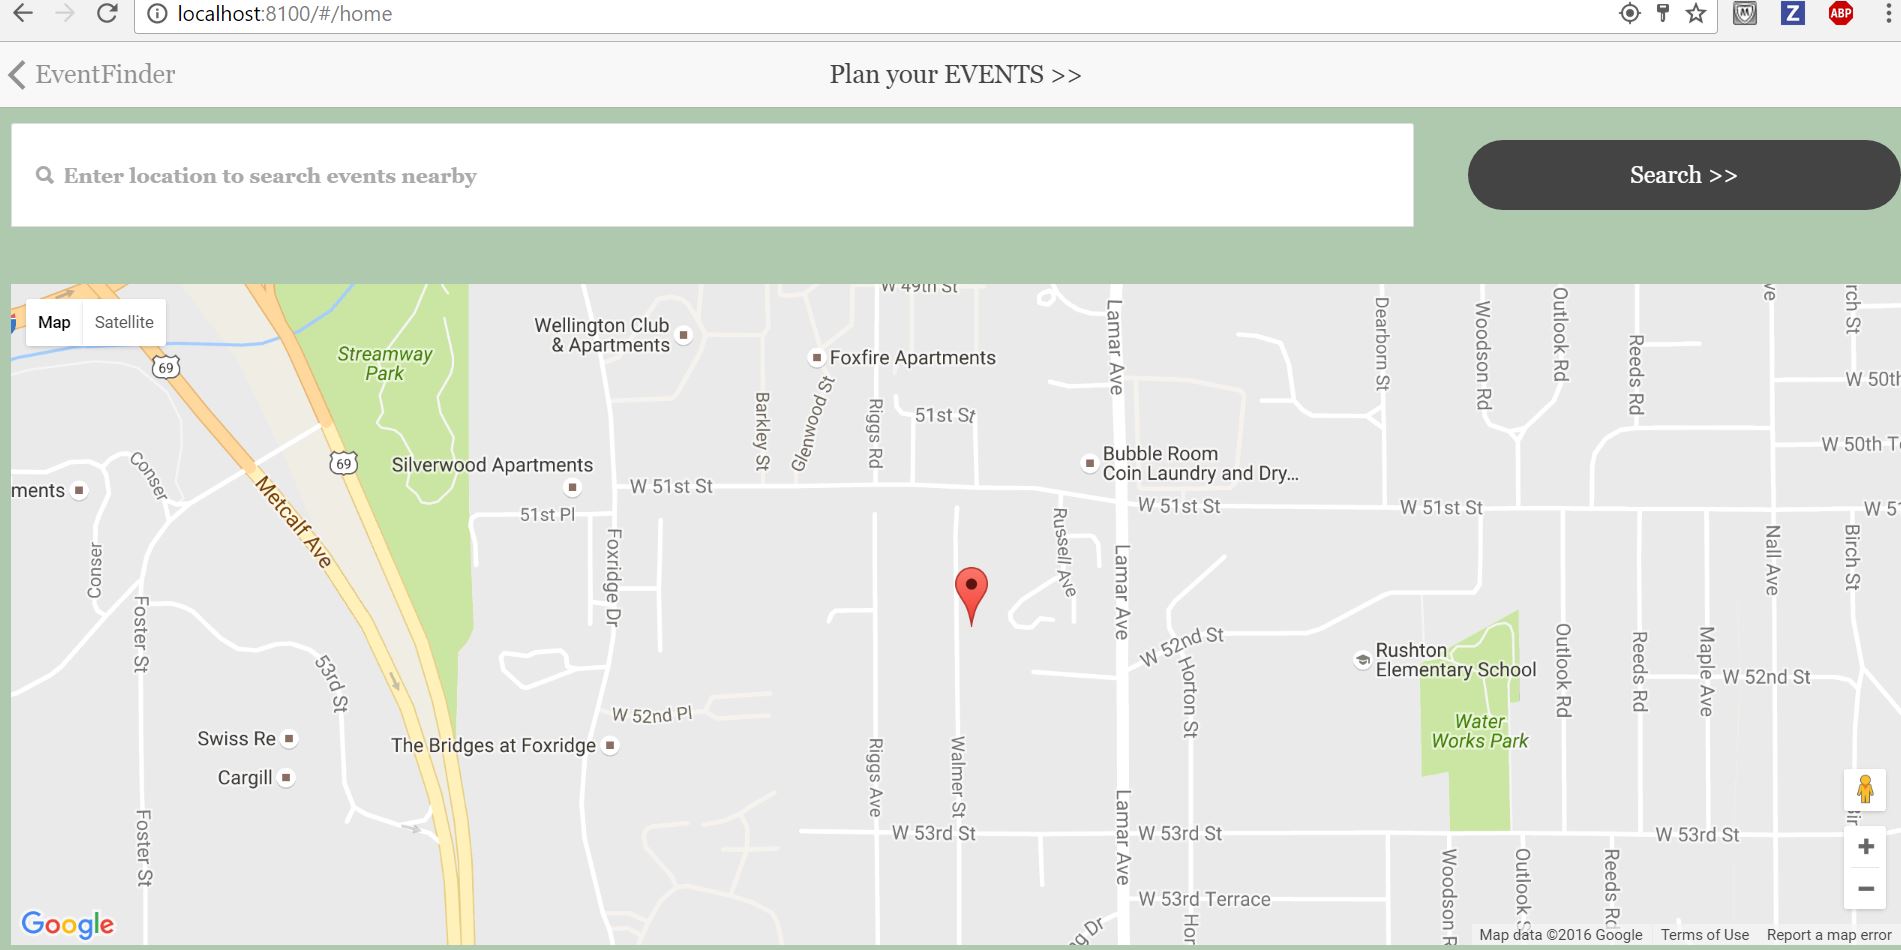 localhost:8100/#/home
ABP
Z
EventFinder
Plan your EVENTS >>
Enter location to search events nearby
Search >>
Map
Satellite
W 49th St
Wellington Club
& Apartments
Foxfire Apartments
Streamway
Park
69
69
Lamar Ave
Dearborn St
Woodson Rd
Outlook Rd
Reeds Rd
W 50th
Barkley St
Glenwood St
Riggs Rd
51st St
W 50th
Bubble Room
Coin Laundry and Dry...
Silverwood Apartments
Conser
ments
W 51st St
51st Pl
W 51st St
W 51st St
Metcalf Ave
Conser
Foxridge Dr
Russell Ave
Lamar Ave
Nall Ave
Birch St
Foster St
53rd St
W 52nd St
Horton St
Rushton
Elementary School
Outlook Rd
Reeds Rd
Maple Ave
W 52nd St
W 52nd Pl
Water
Works Park
Swiss Re
The Bridges at Foxridge
Cargill
Riggs Ave
Walmer St
Foster St
W 53rd St
Lamar Ave
W 53rd St
W 53rd St
Woodson R
Outlook S
Reeds Rd
W 53rd Terrace
Hor
Google
Map data ©2016 Google
Terms of Use
Report a map error